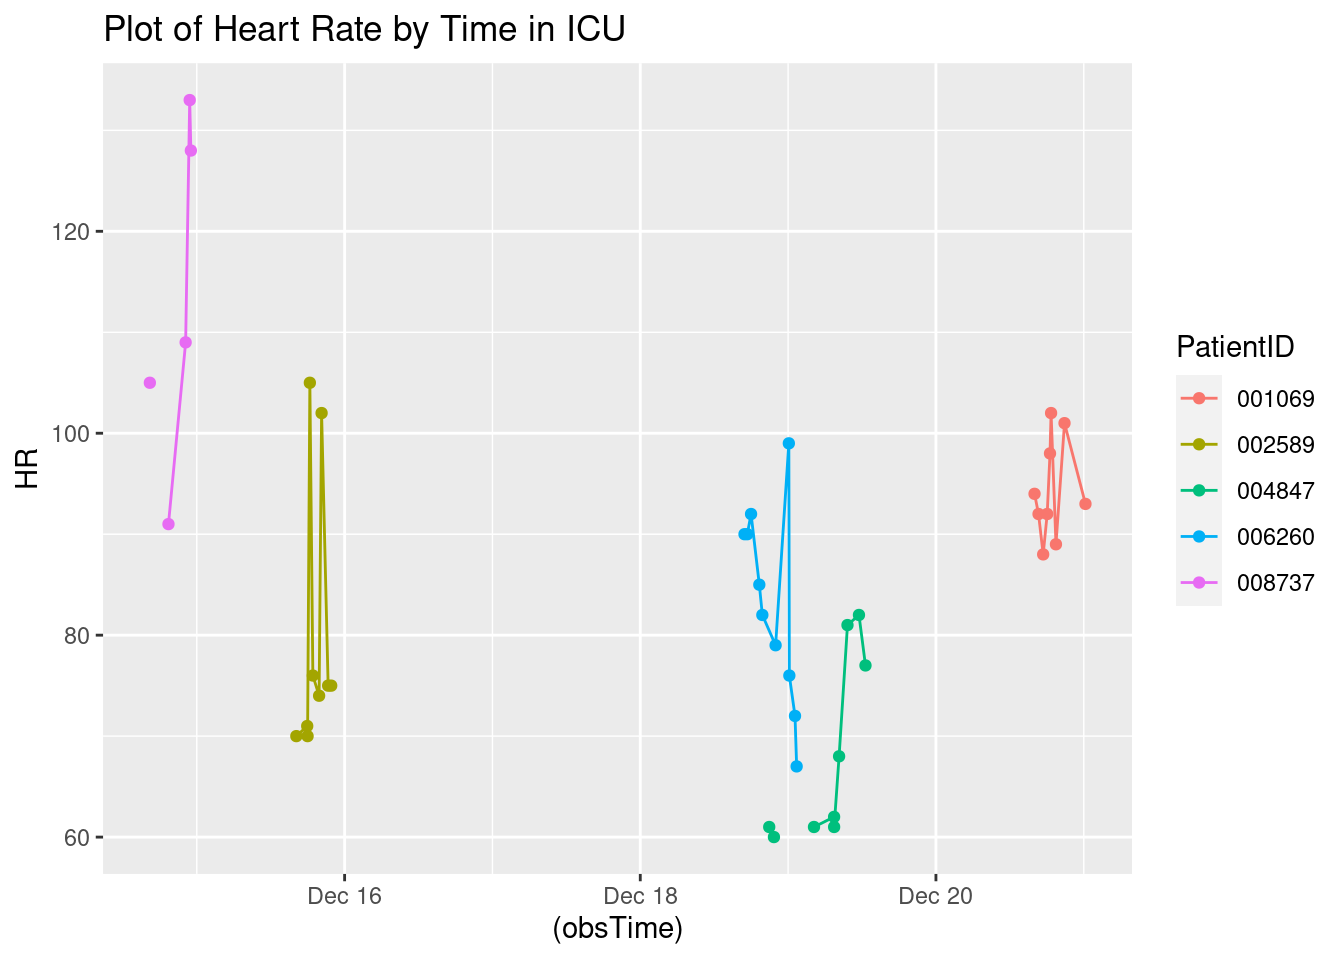 Plot of Heart Rate by Time in ICU
HR
120
100
80
60
Dec 16
Dec 18
Dec 20
(obsTime)
PatientID
001069
002589
004847
006260
008737